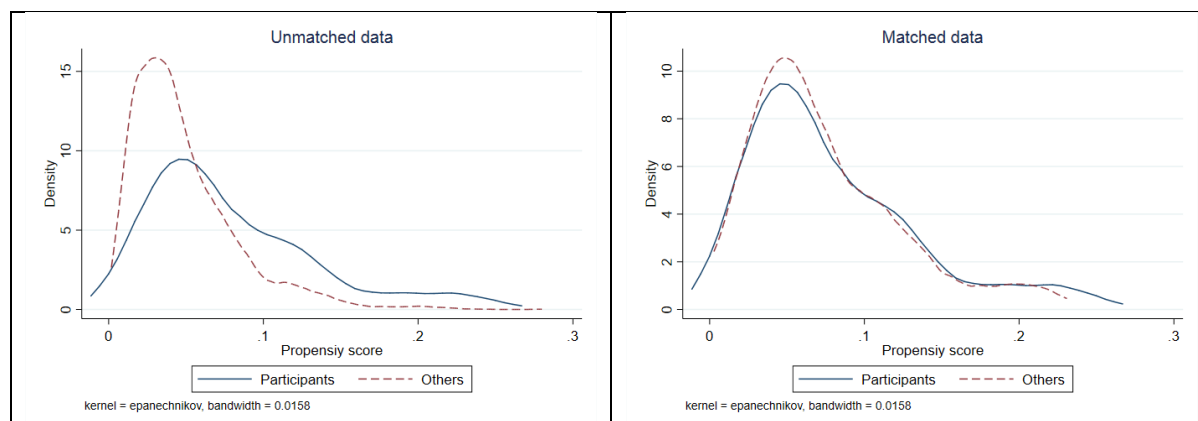 Unmatched data
15
10
5
0
Density
0 .1 .2 .3
Propensiy score
Participants Others
kernel = epanechnikov, bandwidth = 0.0158
Matched data
10
8
6
4
2
0
Density
0 .1 .2 .3
Propensiy score
Participants Others
kernel = epanechnikov, bandwidth = 0.0158